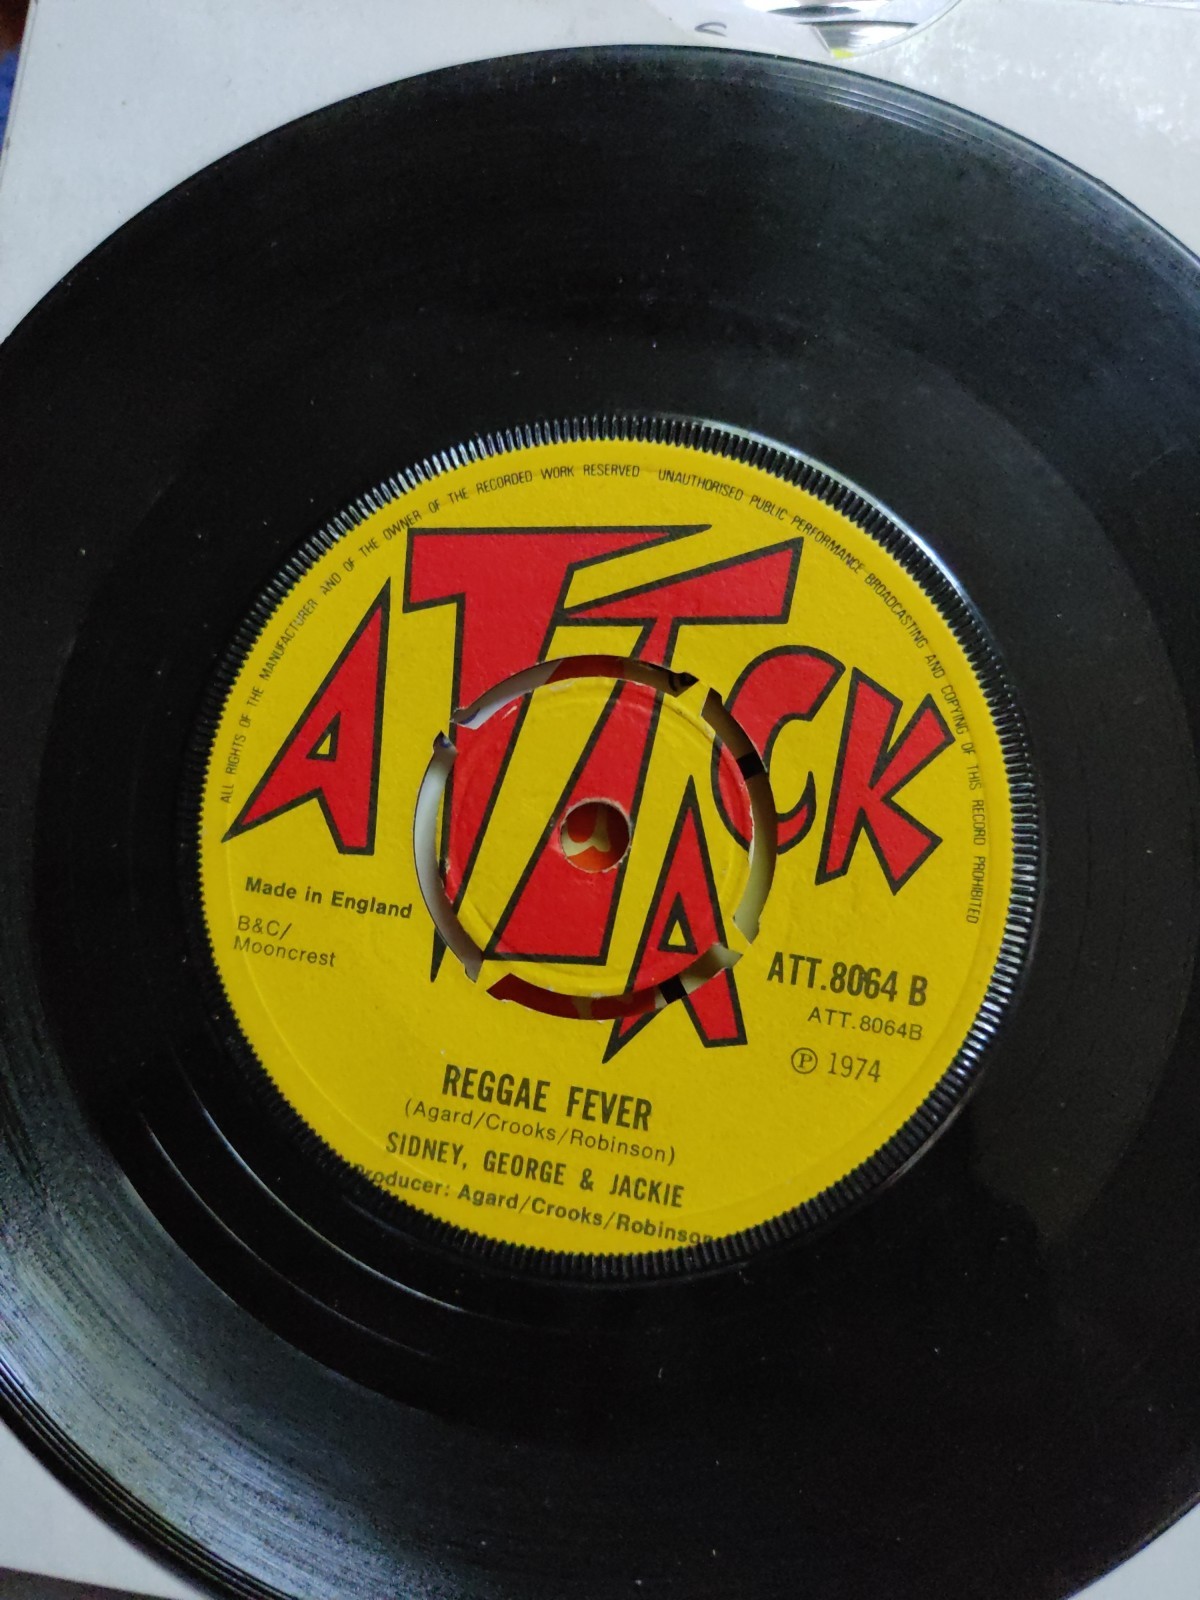 ALL RIGHTS OF THE MANUFACTURER AND OF THE OWNER OF THE RECORDED WORK RESERVED UNAUTHORISED PUBLIC PERFORMANCE BROADCASTING AND COPYING OF THIS RECORD PROHIBITED
ATTACK
Made in England
B&C/
Mooncrest
ATT.8064 B
ATT.8064B
℗ 1974
REGGAE FEVER
(Agard/Crooks/Robinson)
SIDNEY, GEORGE & JACKIE
Producer: Agard/Crooks/Robinson